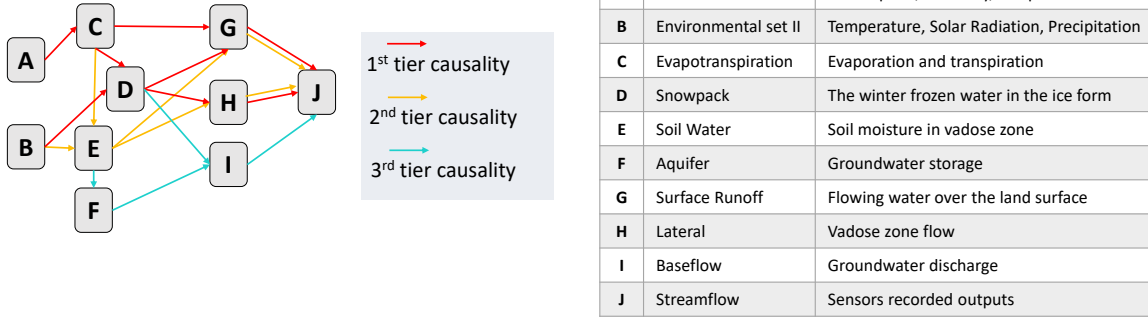 A
C
G
D
H
J
B
E
I
F
1st tier causality
2nd tier causality
3rd tier causality
B Environmental set II Temperature, Solar Radiation, Precipitation
C Evapotranspiration Evaporation and transpiration
D Snowpack The winter frozen water in the ice form
E Soil Water Soil moisture in vadose zone
F Aquifer Groundwater storage
G Surface Runoff Flowing water over the land surface
H Lateral Vadose zone flow
I Baseflow Groundwater discharge
J Streamflow Sensors recorded outputs